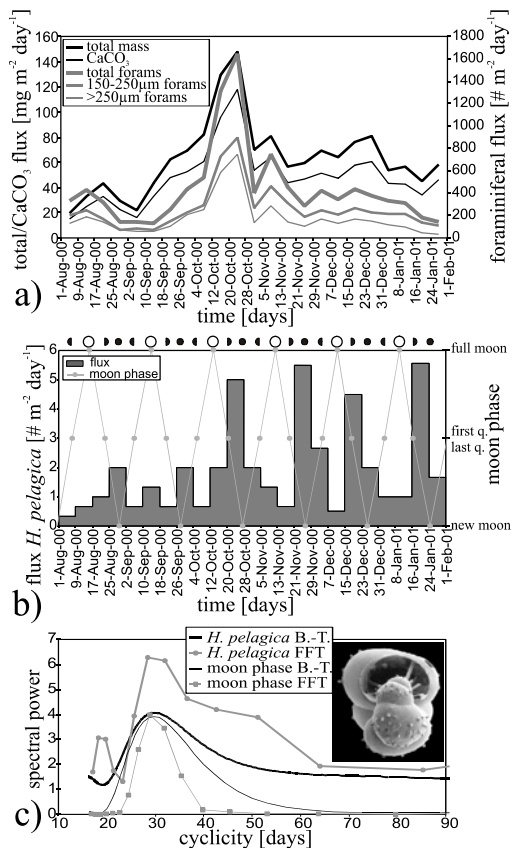 160
140
120
100
80
60
40
20
0
total/CaCO₃ flux [mg m⁻² day⁻¹]
total mass
CaCO₃
total forams
150-250µm forams
>250µm forams
1800
1600
1400
1200
1000
800
600
400
200
0
foraminiferal flux [# m⁻² day⁻¹]
1-Aug-00
9-Aug-00
17-Aug-00
25-Aug-00
2-Sep-00
10-Sep-00
18-Sep-00
26-Sep-00
4-Oct-00
12-Oct-00
20-Oct-00
28-Oct-00
5-Nov-00
13-Nov-00
21-Nov-00
29-Nov-00
7-Dec-00
15-Dec-00
23-Dec-00
31-Dec-00
8-Jan-01
16-Jan-01
24-Jan-01
1-Feb-01
a)
time [days]
6
5
4
3
2
1
0
flux H. pelagica [# m⁻² day⁻¹]
flux
moon phase
full moon
first q.
last q.
new moon
moon phase
1-Aug-00
9-Aug-00
17-Aug-00
25-Aug-00
2-Sep-00
10-Sep-00
18-Sep-00
26-Sep-00
4-Oct-00
12-Oct-00
20-Oct-00
28-Oct-00
5-Nov-00
13-Nov-00
21-Nov-00
29-Nov-00
7-Dec-00
15-Dec-00
23-Dec-00
31-Dec-00
8-Jan-01
16-Jan-01
24-Jan-01
1-Feb-01
b)
time [days]
7
6
5
4
3
2
1
0
spectral power
H. pelagica B.-T.
H. pelagica FFT
moon phase B.-T.
moon phase FFT
10 20 30 40 50 60 70 80 90
c)
cyclicity [days]